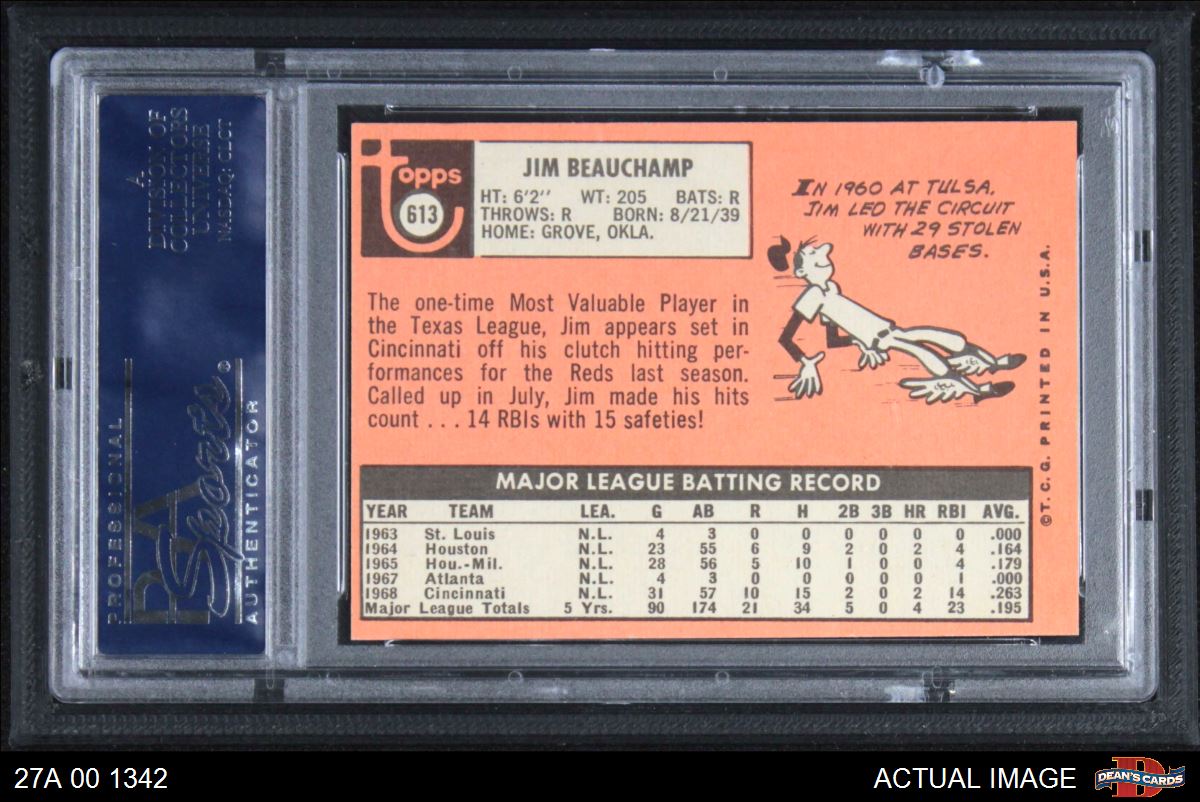 A
DIVISION OF
COLLECTORS
UNIVERSE
NASDAQ: CLCT
PROFESSIONAL
PSA
Sports®
AUTHENTICATOR
Topps
613
JIM BEAUCHAMP
HT: 6'2" WT: 205 BATS: R
THROWS: R BORN: 8/21/39
HOME: GROVE, OKLA.
IN 1960 AT TULSA,
JIM LED THE CIRCUIT
WITH 29 STOLEN
BASES.
The one-time Most Valuable Player in
the Texas League, Jim appears set in
Cincinnati off his clutch hitting per-
formances for the Reds last season.
Called up in July, Jim made his hits
count . . . 14 RBIs with 15 safeties!
©T.C.G. PRINTED IN U.S.A.
MAJOR LEAGUE BATTING RECORD
YEAR TEAM LEA. G AB R H 2B 3B HR RBI AVG.
1963 St. Louis N.L. 4 3 0 0 0 0 0 0 .000
1964 Houston N.L. 23 55 6 9 2 0 2 4 .164
1965 Hou.-Mil. N.L. 28 56 5 10 1 0 0 4 .179
1967 Atlanta N.L. 4 3 0 0 0 0 0 1 .000
1968 Cincinnati N.L. 31 57 10 15 2 0 2 14 .263
Major League Totals 5 Yrs. 90 174 21 34 5 0 4 23 .195
27A 00 1342
ACTUAL IMAGE
DEAN'S CARDS